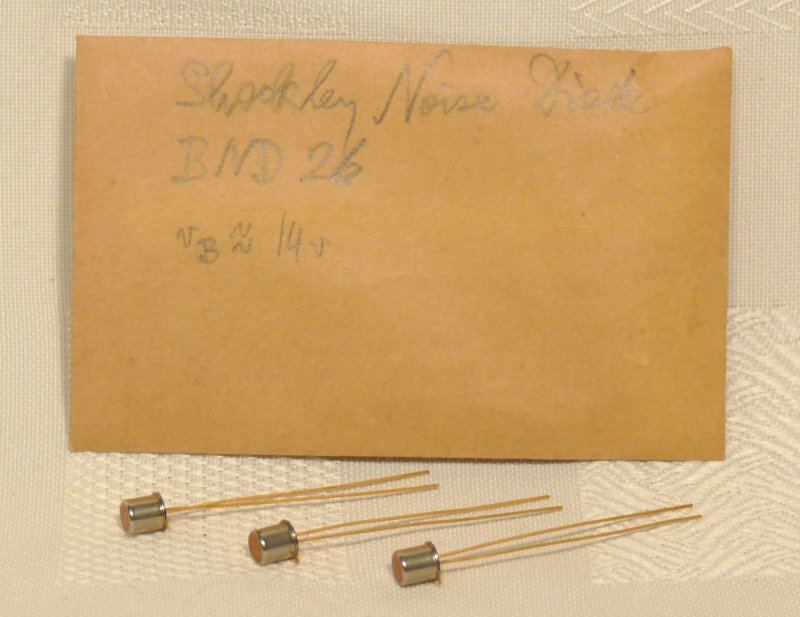 Shockley Noise Diode
BND 26
VB ≈ 14 V